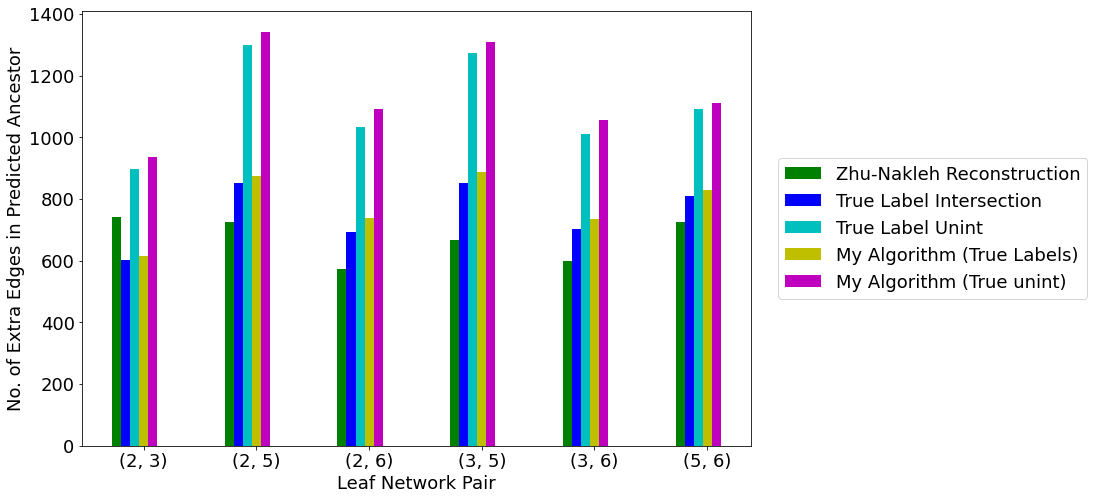 1400
1200
1000
800
600
400
200
0
No. of Extra Edges in Predicted Ancestor
(2, 3) (2, 5) (2, 6) (3, 5) (3, 6) (5, 6)
Leaf Network Pair
Zhu-Nakleh Reconstruction
True Label Intersection
True Label Unint
My Algorithm (True Labels)
My Algorithm (True unint)